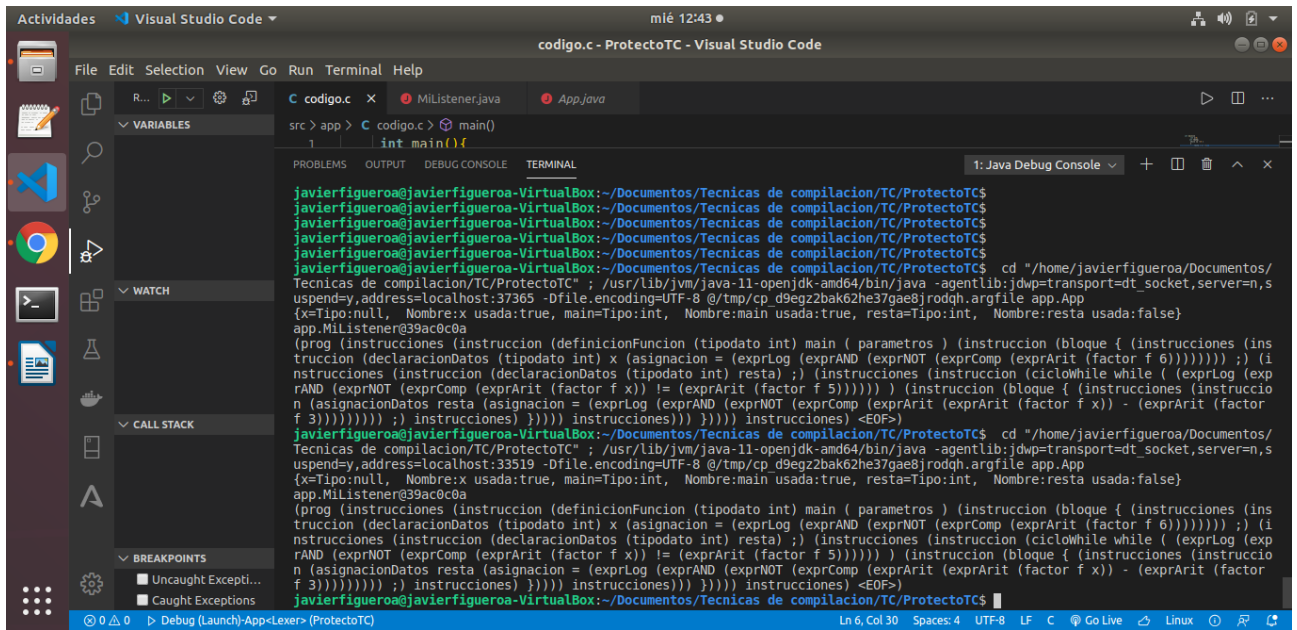 Actividades Visual Studio Code mié 12:43
codigo.c - ProtectoTC - Visual Studio Code
File Edit Selection View Go Run Terminal Help
R... C codigo.c MiListener.java App.java
VARIABLES
src > app > C codigo.c > main()
1 int main(){
PROBLEMS OUTPUT DEBUG CONSOLE TERMINAL 1: Java Debug Console
javierfigueroa@javierfigueroa-VirtualBox:~/Documentos/Tecnicas de compilacion/TC/ProtectoTC$
javierfigueroa@javierfigueroa-VirtualBox:~/Documentos/Tecnicas de compilacion/TC/ProtectoTC$
javierfigueroa@javierfigueroa-VirtualBox:~/Documentos/Tecnicas de compilacion/TC/ProtectoTC$
javierfigueroa@javierfigueroa-VirtualBox:~/Documentos/Tecnicas de compilacion/TC/ProtectoTC$
javierfigueroa@javierfigueroa-VirtualBox:~/Documentos/Tecnicas de compilacion/TC/ProtectoTC$
javierfigueroa@javierfigueroa-VirtualBox:~/Documentos/Tecnicas de compilacion/TC/ProtectoTC$ cd "/home/javierfigueroa/Documentos/
Tecnicas de compilacion/TC/ProtectoTC" ; /usr/lib/jvm/java-11-openjdk-amd64/bin/java -agentlib:jdwp=transport=dt_socket,server=n,s
uspend=y,address=localhost:37365 -Dfile.encoding=UTF-8 @/tmp/cp_d9egz2bak62he37gae8jrodqh.argfile app.App
{x=Tipo:null, Nombre:x usada:true, main=Tipo:int, Nombre:main usada:true, resta=Tipo:int, Nombre:resta usada:false}
app.MiListener@39ac0c0a
(prog (instrucciones (instruccion (definicionFuncion (tipodato int) main ( parametros ) (instruccion (bloque { (instrucciones (ins
truccion (declaracionDatos (tipodato int) x (asignacion = (exprLog (exprAND (exprNOT (exprComp (exprArit (factor f 6)))))))) ;) (i
nstrucciones (instruccion (declaracionDatos (tipodato int) resta) ;) (instrucciones (instruccion (cicloWhile while ( (exprLog (exp
rAND (exprNOT (exprComp (exprArit (factor f x)) != (exprArit (factor f 5)))))) ) (instruccion (bloque { (instrucciones (instruccio
n (asignacionDatos resta (asignacion = (exprLog (exprAND (exprNOT (exprComp (exprArit (exprArit (factor f x)) - (exprArit (factor
f 3))))))))) ;) instrucciones) })))) instrucciones))) })))) instrucciones) <EOF>)
WATCH
CALL STACK
javierfigueroa@javierfigueroa-VirtualBox:~/Documentos/Tecnicas de compilacion/TC/ProtectoTC$ cd "/home/javierfigueroa/Documentos/
Tecnicas de compilacion/TC/ProtectoTC" ; /usr/lib/jvm/java-11-openjdk-amd64/bin/java -agentlib:jdwp=transport=dt_socket,server=n,s
uspend=y,address=localhost:33519 -Dfile.encoding=UTF-8 @/tmp/cp_d9egz2bak62he37gae8jrodqh.argfile app.App
{x=Tipo:null, Nombre:x usada:true, main=Tipo:int, Nombre:main usada:true, resta=Tipo:int, Nombre:resta usada:false}
app.MiListener@39ac0c0a
(prog (instrucciones (instruccion (definicionFuncion (tipodato int) main ( parametros ) (instruccion (bloque { (instrucciones (ins
truccion (declaracionDatos (tipodato int) x (asignacion = (exprLog (exprAND (exprNOT (exprComp (exprArit (factor f 6)))))))) ;) (i
nstrucciones (instruccion (declaracionDatos (tipodato int) resta) ;) (instrucciones (instruccion (cicloWhile while ( (exprLog (exp
rAND (exprNOT (exprComp (exprArit (factor f x)) != (exprArit (factor f 5)))))) ) (instruccion (bloque { (instrucciones (instruccio
n (asignacionDatos resta (asignacion = (exprLog (exprAND (exprNOT (exprComp (exprArit (exprArit (factor f x)) - (exprArit (factor
f 3))))))))) ;) instrucciones) })))) instrucciones))) })))) instrucciones) <EOF>)
javierfigueroa@javierfigueroa-VirtualBox:~/Documentos/Tecnicas de compilacion/TC/ProtectoTC$
BREAKPOINTS
Uncaught Excepti...
Caught Exceptions
0 0 Debug (Launch)-App<Lexer> (ProtectoTC) Ln 6, Col 30 Spaces: 4 UTF-8 LF C Go Live Linux